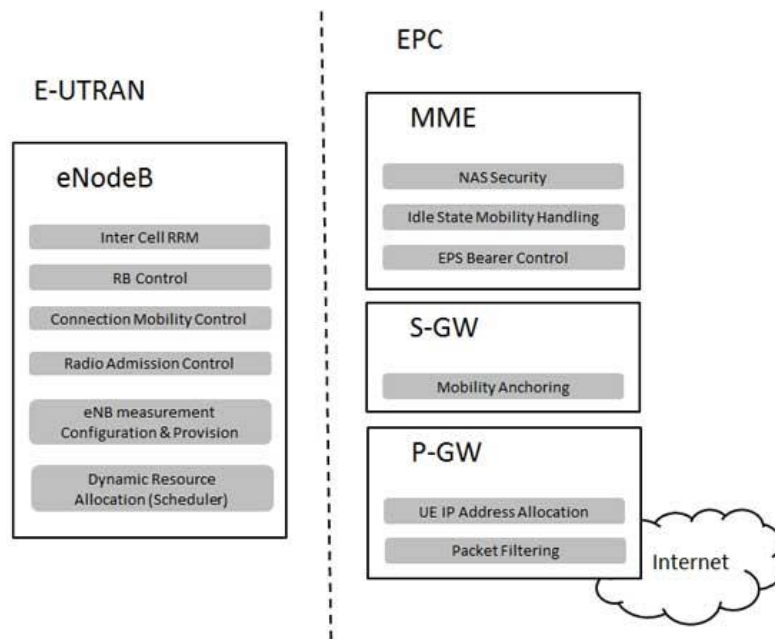 E-UTRAN
eNodeB
Inter Cell RRM
RB Control
Connection Mobility Control
Radio Admission Control
eNB measurement
Configuration & Provision
Dynamic Resource
Allocation (Scheduler)
EPC
MME
NAS Security
Idle State Mobility Handling
EPS Bearer Control
S-GW
Mobility Anchoring
P-GW
UE IP Address Allocation
Packet Filtering
Internet